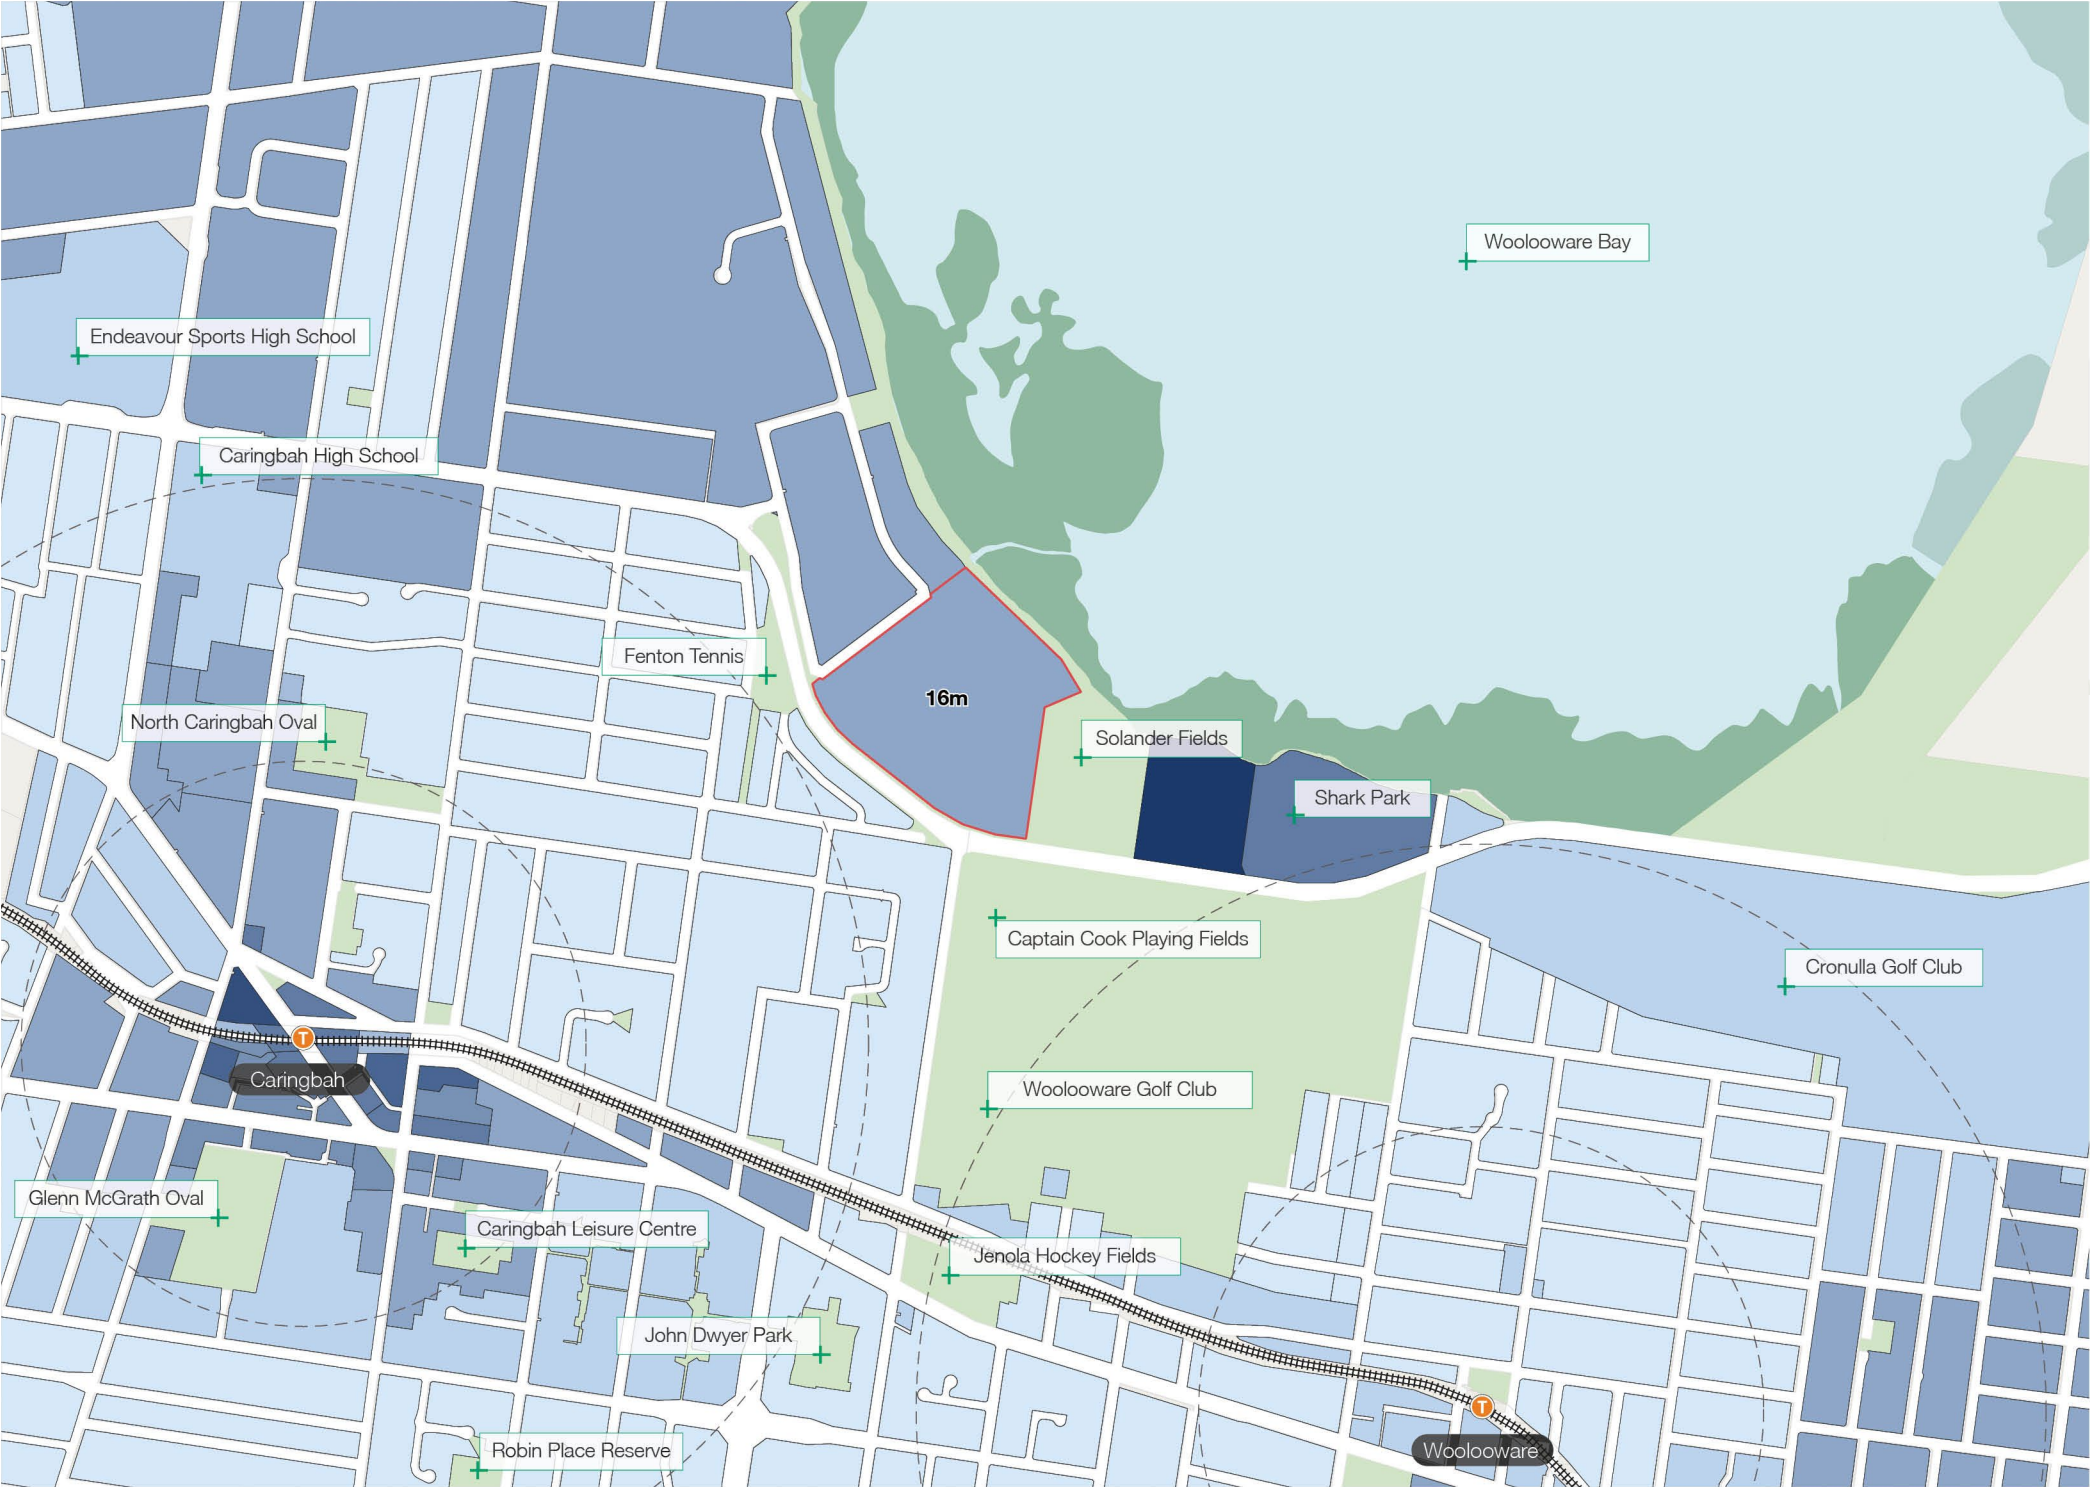 Woolooware Bay
Endeavour Sports High School
Caringbah High School
Fenton Tennis
16m
North Caringbah Oval
Solander Fields
Shark Park
Captain Cook Playing Fields
Cronulla Golf Club
T
Caringbah
Woolooware Golf Club
Glenn McGrath Oval
Caringbah Leisure Centre
Jenola Hockey Fields
John Dwyer Park
T
Robin Place Reserve
Woolooware